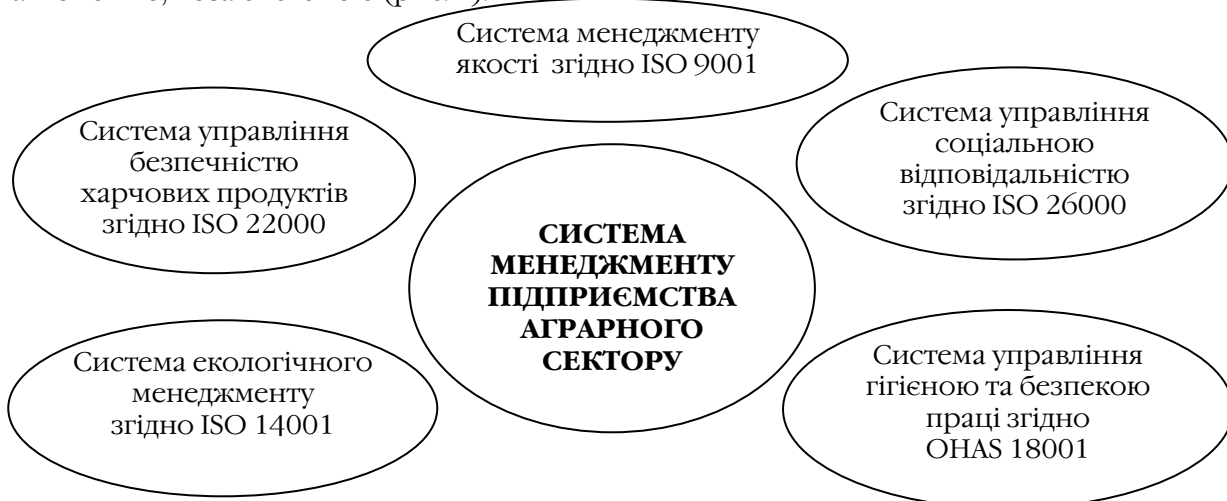 Система менеджменту
якості згідно ISO 9001
Система управління
безпечністю
харчових продуктів
згідно ISO 22000
Система управління
соціальною
відповідальністю
згідно ISO 26000
СИСТЕМА
МЕНЕДЖМЕНТУ
ПІДПРИЄМСТВА
АГРАРНОГО
СЕКТОРУ
Система екологічного
менеджменту
згідно ISO 14001
Система управління
гігієною та безпекою
праці згідно
OHAS 18001